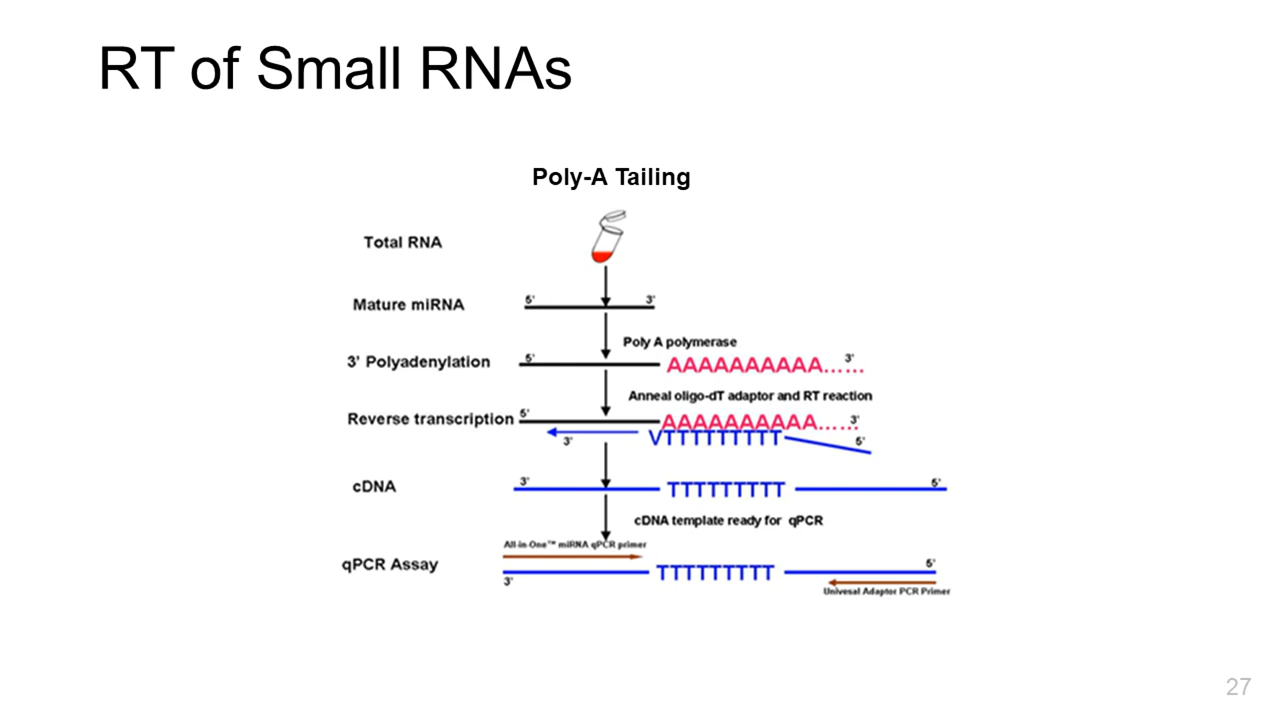 RT of Small RNAs
Poly-A Tailing
Total RNA
Mature miRNA
5'
3'
Poly A polymerase
3' Polyadenylation
5'
AAAAAAAAAA......
3'
Anneal oligo-dT adaptor and RT reaction
Reverse transcription
5'
AAAAAAAAAA......
3'
3'
VTTTTTTTTT
5'
cDNA
3'
TTTTTTTTT
5'
cDNA template ready for qPCR
All-in-One™ miRNA qPCR primer
qPCR Assay
3'
TTTTTTTTT
5'
Univesal Adaptor PCR Primer
27